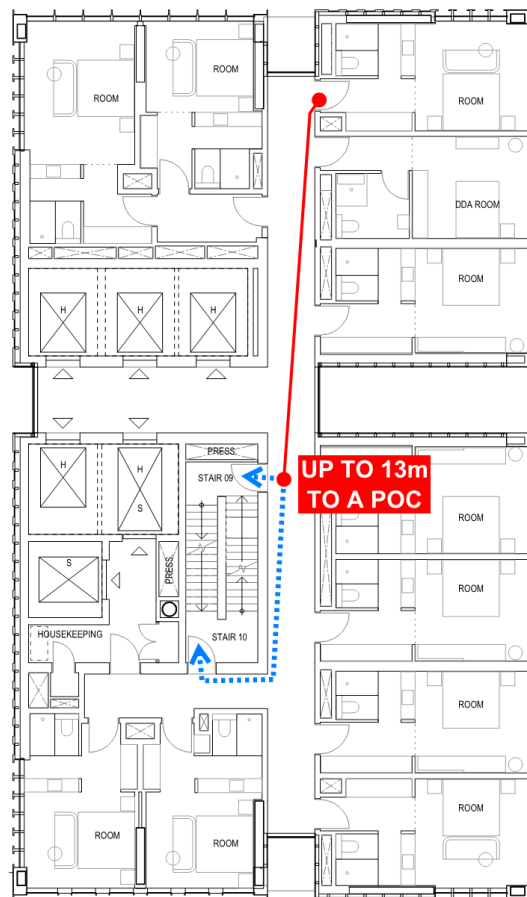 ROOM
ROOM
ROOM
DDA ROOM
ROOM
H
H
H
PRESS.
STAIR 09
H
H
S
UP TO 13m
TO A POC
ROOM
PRESS.
S
ROOM
HOUSEKEEPING
STAIR 10
ROOM
ROOM
ROOM
ROOM